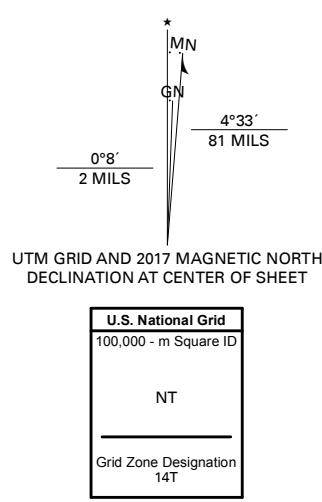 ★
MN
GN
4°33´
81 MILS
0°8´
2 MILS
UTM GRID AND 2017 MAGNETIC NORTH
DECLINATION AT CENTER OF SHEET
U.S. National Grid
100,000 - m Square ID
NT
Grid Zone Designation
14T